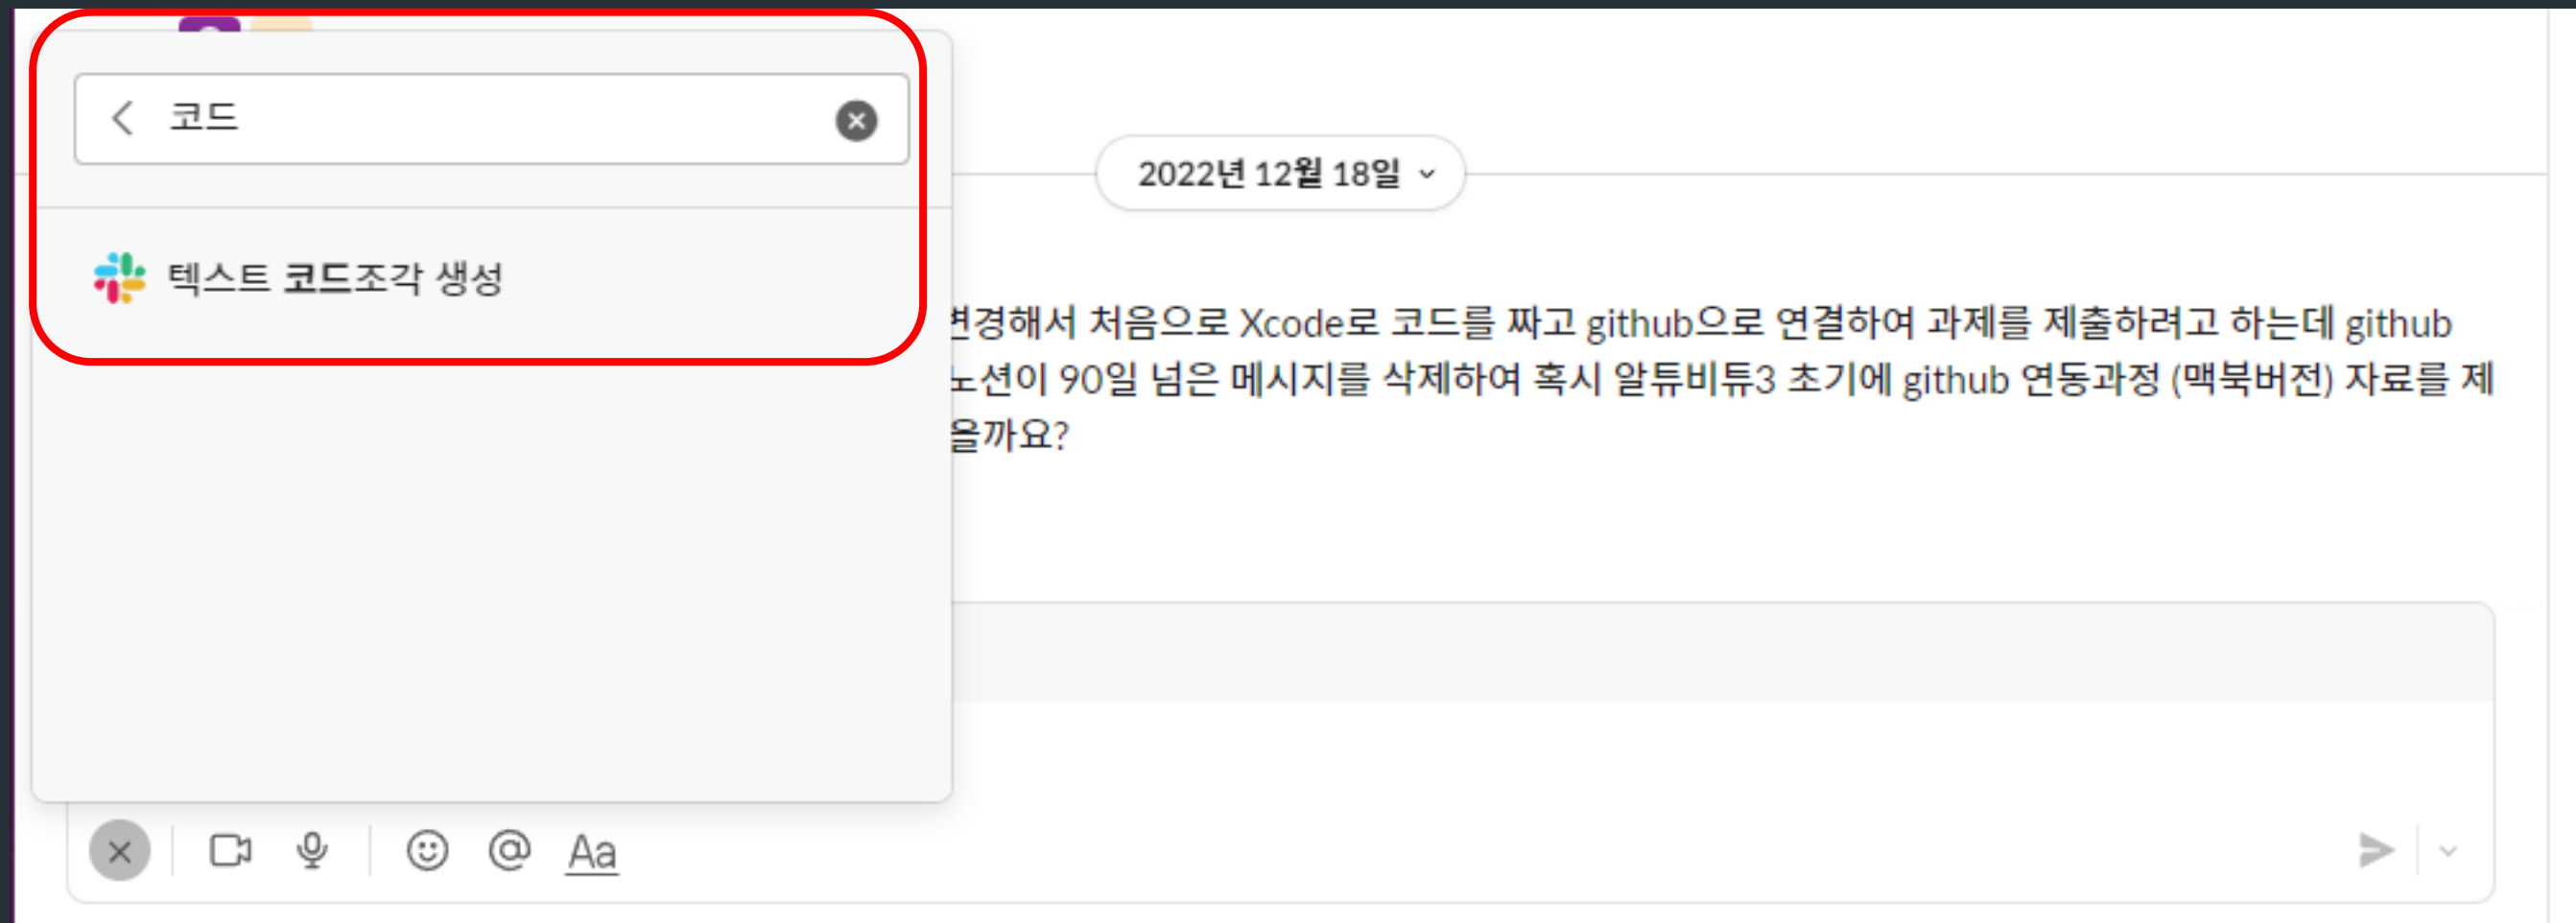 코드
텍스트 코드조각 생성
2022년 12월 18일
변경해서 처음으로 Xcode로 코드를 짜고 github으로 연결하여 과제를 제출하려고 하는데 github
노션이 90일 넘은 메시지를 삭제하여 혹시 알튜비튜3 초기에 github 연동과정 (맥북버전) 자료를 제
을까요?
Aa